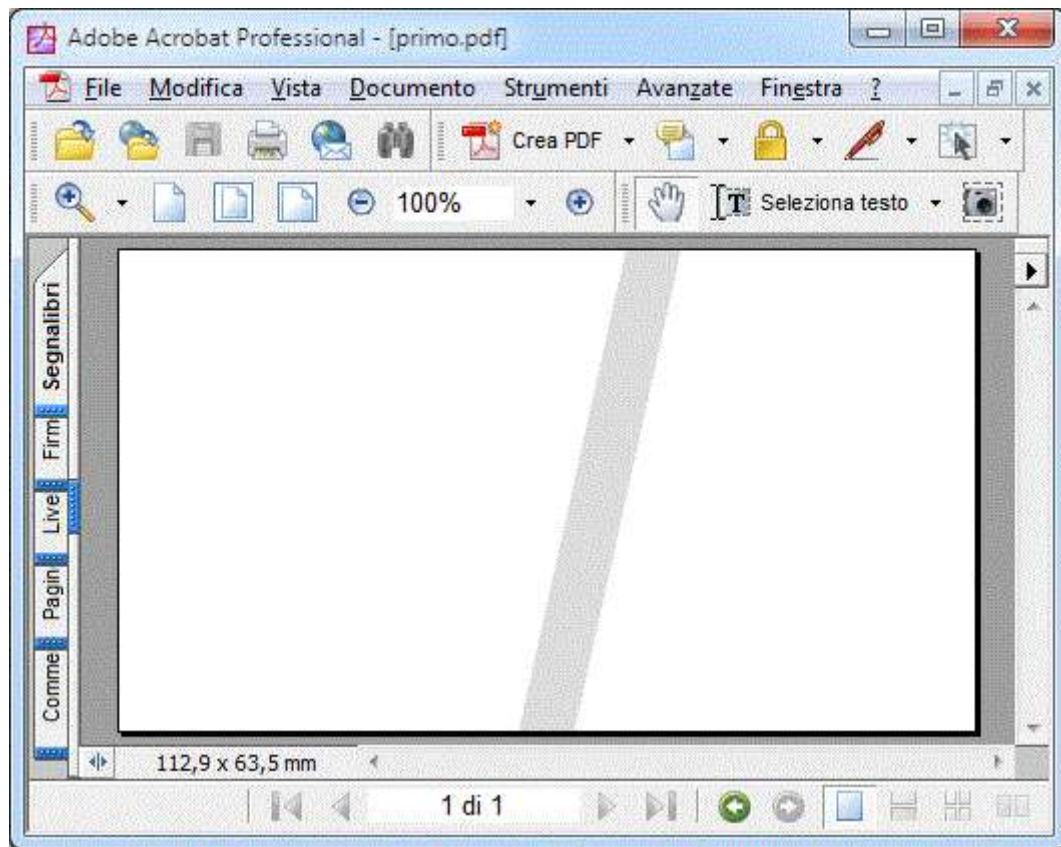 Adobe Acrobat Professional - [primo.pdf]
File Modifica Vista Documento Strumenti Avanzate Finestra ?
Crea PDF
100% Seleziona testo
Segnalibri
Firm
Live
Pagin
Comme
112,9 x 63,5 mm
1 di 1